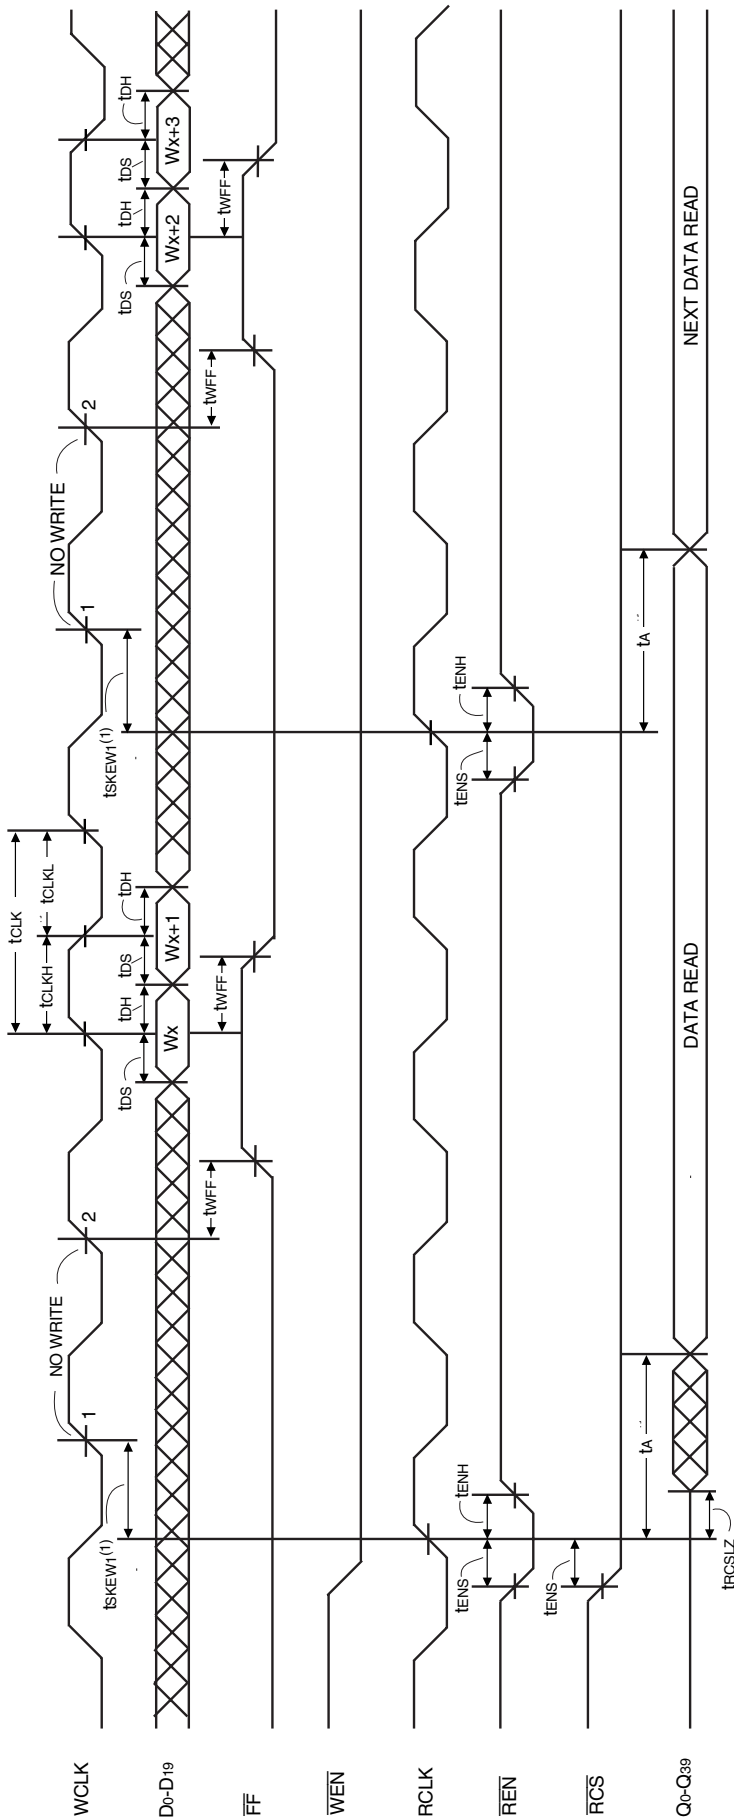 WCLK
NO WRITE
1
2
tCLK
tCLKH
tCLKL
NO WRITE
1
2
tSKEW1(1)
tDS
tDH
tDS
tDH
tSKEW1(1)
tDS
tDH
tDS
tDH
D0-D19
Wx
Wx+1
Wx+2
Wx+3
tWFF
tWFF
tWFF
tWFF
FF
WEN
RCLK
tENS
tENH
tENS
tENH
REN
tENS
RCS
tA
tA
Q0-Q39
DATA READ
NEXT DATA READ
tRCSLZ